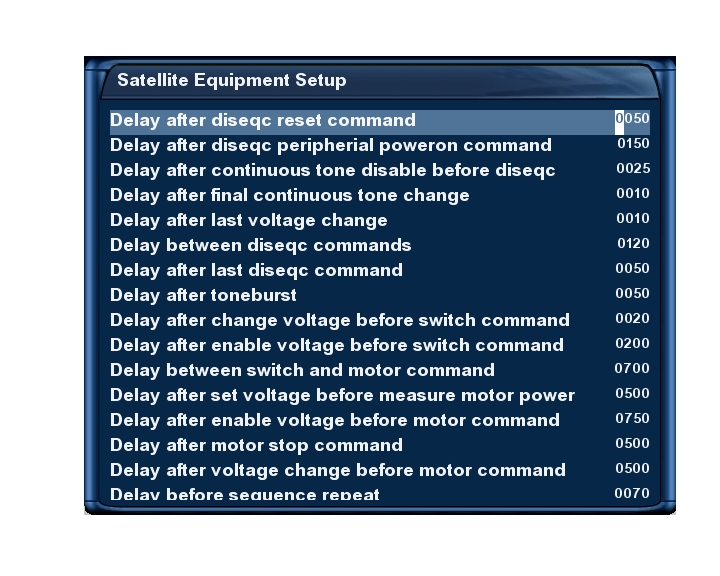 Satellite Equipment Setup
Delay after diseqc reset command 0050
Delay after diseqc peripherial poweron command 0150
Delay after continuous tone disable before diseqc 0025
Delay after final continuous tone change 0010
Delay after last voltage change 0010
Delay between diseqc commands 0120
Delay after last diseqc command 0050
Delay after toneburst 0050
Delay after change voltage before switch command 0020
Delay after enable voltage before switch command 0200
Delay between switch and motor command 0700
Delay after set voltage before measure motor power 0500
Delay after enable voltage before motor command 0750
Delay after motor stop command 0500
Delay after voltage change before motor command 0500
Delay before sequence repeat 0070